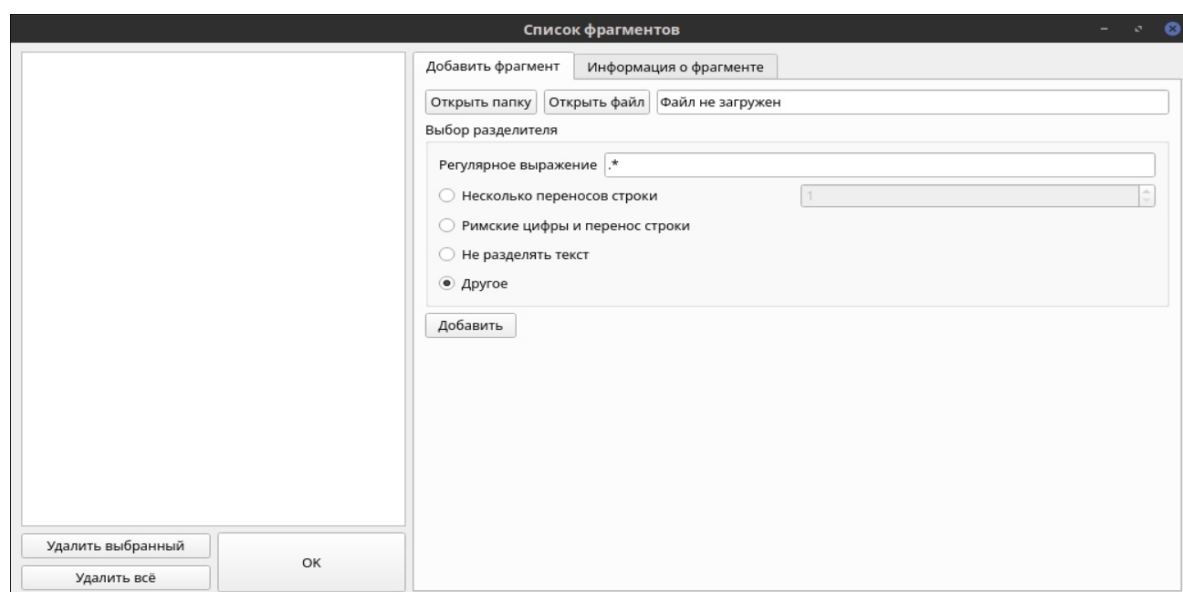 Список фрагментов
Добавить фрагмент Информация о фрагменте
Открыть папку Открыть файл Файл не загружен
Выбор разделителя
Регулярное выражение .*
Несколько переносов строки 1
Римские цифры и перенос строки
Не разделять текст
Другое
Добавить
Удалить выбранный
OK
Удалить всё